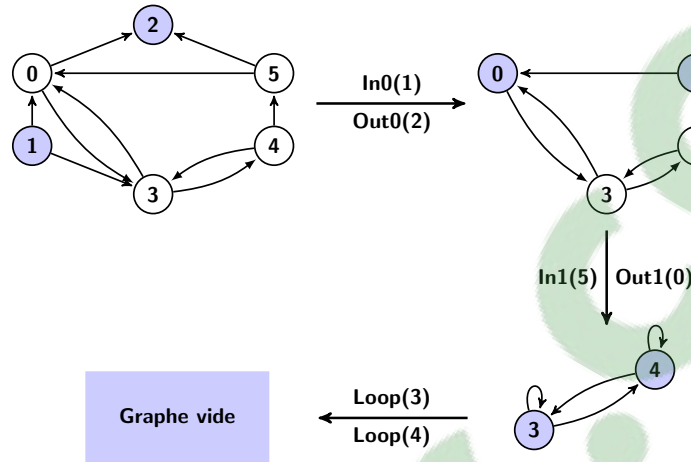 2
0
5
1
4
3
In0(1)
Out0(2)
0
3
In1(5)
Out1(0)
4
3
Loop(3)
Loop(4)
Graphe vide